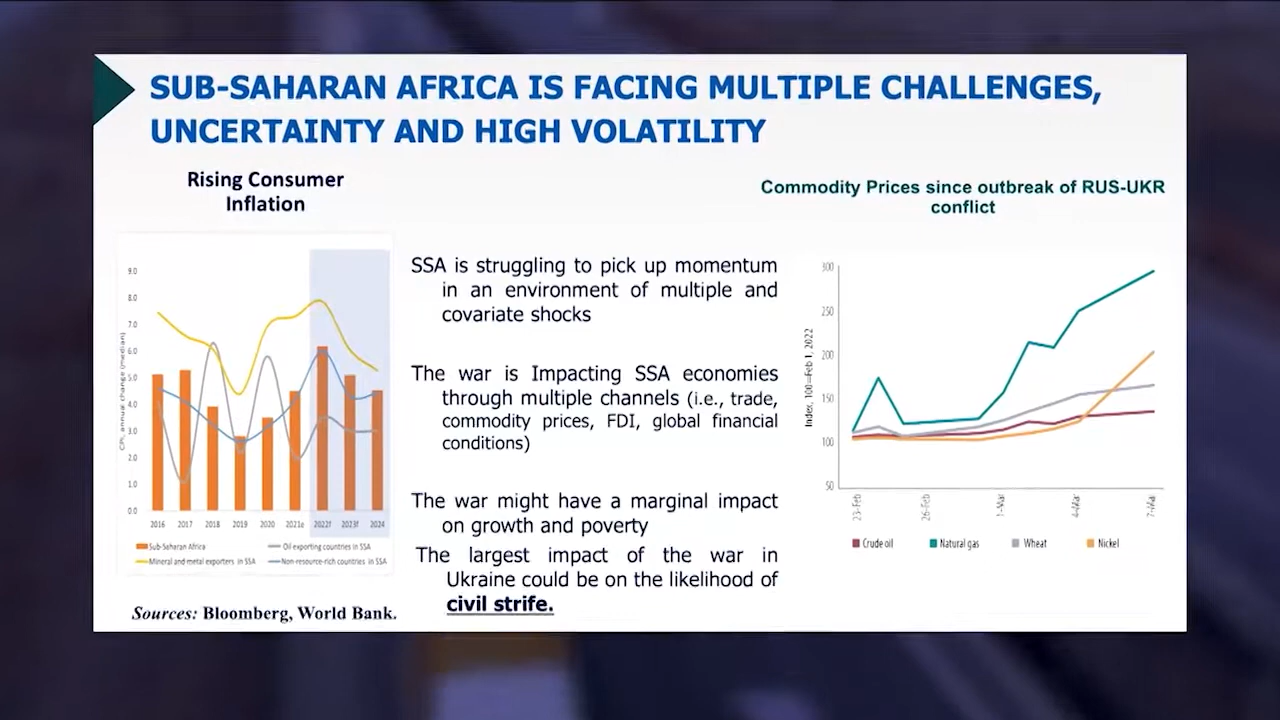 SUB-SAHARAN AFRICA IS FACING MULTIPLE CHALLENGES,
UNCERTAINTY AND HIGH VOLATILITY
Rising Consumer
Inflation
CPI, annual change (median)
9.0
8.0
7.0
6.0
5.0
4.0
3.0
2.0
1.0
0.0
2016 2017 2018 2019 2020 2021e 2022f 2023f 2024
Sub-Saharan Africa
Oil exporting countries in SSA
Mineral and metal exporters in SSA
Non-resource-rich countries in SSA
Sources: Bloomberg, World Bank.
SSA is struggling to pick up momentum
in an environment of multiple and
covariate shocks
The war is Impacting SSA economies
through multiple channels (i.e., trade,
commodity prices, FDI, global financial
conditions)
The war might have a marginal impact
on growth and poverty
The largest impact of the war in
Ukraine could be on the likelihood of
civil strife.
Commodity Prices since outbreak of RUS-UKR
conflict
Index, 100=Feb 1, 2022
300
250
200
150
100
50
23-Feb 26-Feb 1-Mar 4-Mar 7-Mar
Crude oil Natural gas Wheat Nickel